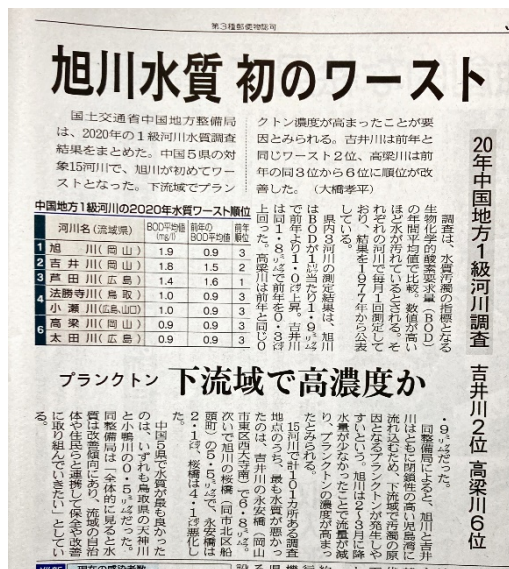 第3種郵便物認可
旭川水質 初のワースト
20年中国地方1級河川調査 吉井川2位 高梁川6位
国土交通省中国地方整備局
は、2020年の1級河川水質調査
結果をまとめた。中国5県の対
象15河川で、旭川が初めてワー
ストとなった。下流域でプラン
クトン濃度が高まったことが要
因とみられる。吉井川は前年と
同じワースト2位、高梁川は前年
の同3位から6位に順位が改
善した。(大橋孝平)
中国地方1級河川の2020年水質ワースト順位
河川名(流域県) BOD平均値(mg/l) 前年のBOD平均値 前年順位
1 旭川(岡山) 1.9 0.9 3
2 吉井川(岡山) 1.8 1.5 2
3 芦田川(広島) 1.4 1.6 1
4 法勝寺川(鳥取) 1.0 0.9 3
小瀬川(広島、山口) 1.0 0.9 3
6 高梁川(岡山) 0.9 0.9 3
太田川(広島) 0.9 0.9 3
調査は、水質汚濁の指標となる
生物化学的酸素要求量(BOD)
の年間平均値で比較。数値が高い
ほど水が汚れているとされる。そ
れぞれの河川で毎月1回測定して
おり、結果を1977年から公表
している。
県内3河川の測定結果は、旭川
はBODが1㍑当たり1・9㍉㌘
で前年より1・0㍉㌘上昇。吉井川
は同1・8㍉㌘で前年を0・3㍉㌘
上回った。高梁川は前年と同じ0
プランクトン 下流域で高濃度か
・9㍉㌘だった。
同整備局によると、旭川と吉井
川はともに閉鎖性の高い児島湾に
流れ込むため、下流域で汚濁の原
因となるプランクトンが発生しや
すいという。旭川は2~3月に降
水量が少なかったことで流量が減
り、プランクトンの濃度が高まっ
たとみられる。
15河川で計101カ所ある調査
地点のうち、最も水質が悪かっ
たのは、吉井川の永安橋(岡山
市東区西大寺南)で6・8㍉㌘。
次いで旭川の桜橋(同市北区船
頭町)の5・5㍉㌘で、永安橋は
2・1㍉㌘、桜橋は4・1㍉㌘悪化し
た。
中国5県で水質が最も良かった
のは、いずれも鳥取県の天神川
と小鴨川の0・5㍉㌘だった。
同整備局は「全体的に見ると水
質は改善傾向にあり、流域の自治
体や住民らと連携して保全や改善
に取り組んでいきたい」としてい
る。